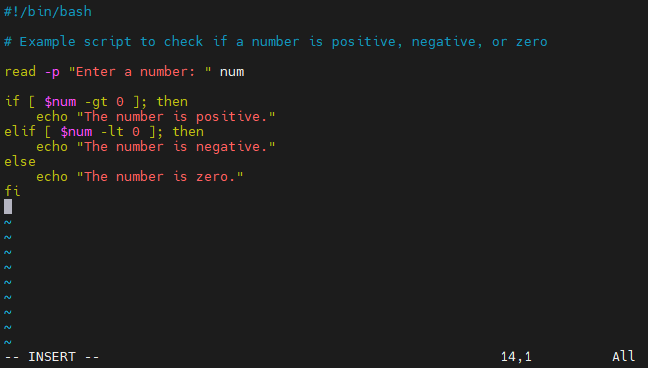 #!/bin/bash

# Example script to check if a number is positive, negative, or zero

read -p "Enter a number: " num

if [ $num -gt 0 ]; then
    echo "The number is positive."
elif [ $num -lt 0 ]; then
    echo "The number is negative."
else
    echo "The number is zero."
fi

~
~
~
~
~
~
~
~
~
-- INSERT --                                                  14,1          All